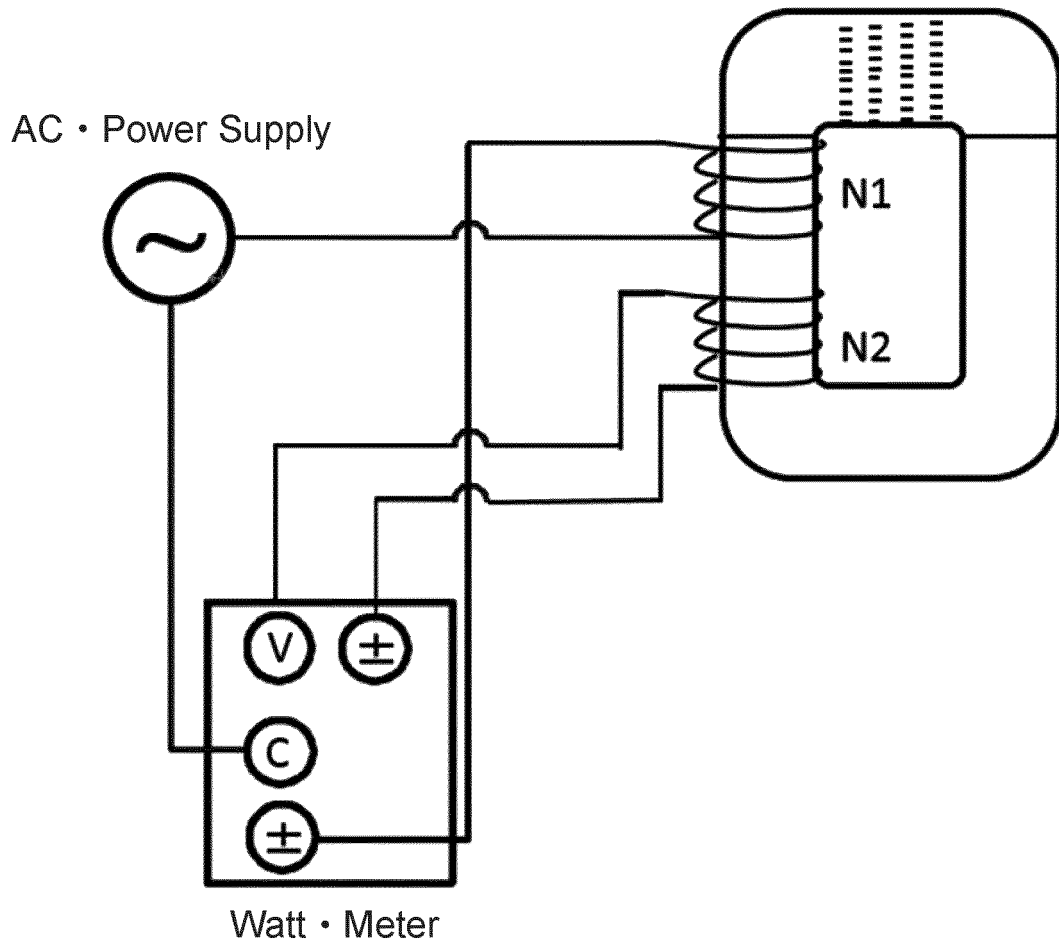 AC・Power Supply
~
N1
N2
V ±
C
±
Watt・Meter